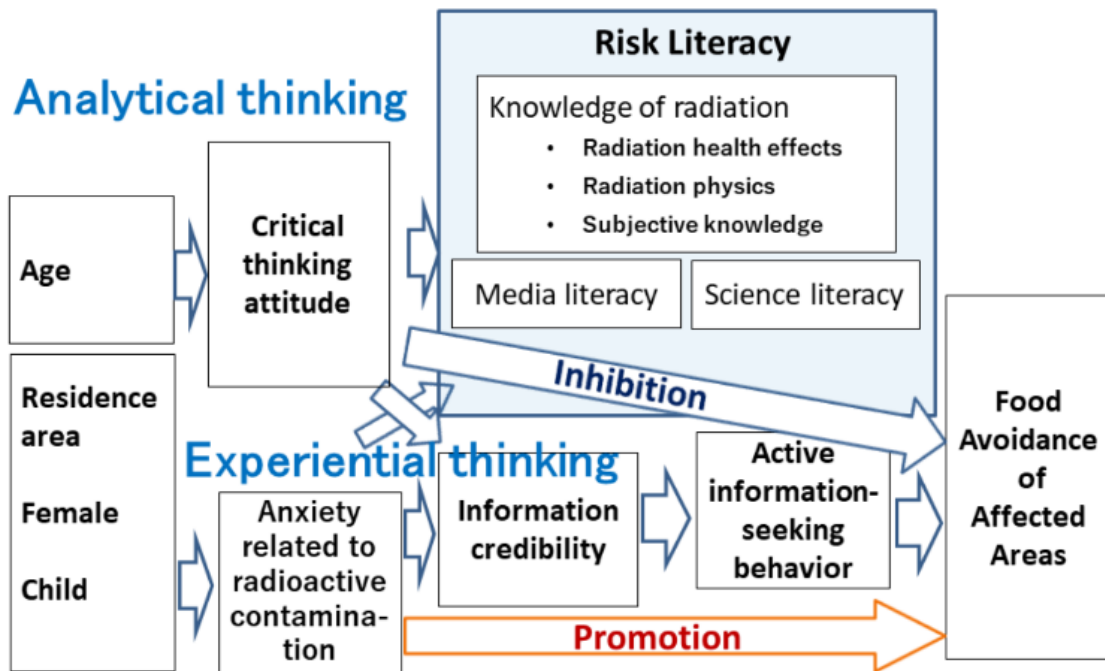 Risk Literacy
Analytical thinking
Knowledge of radiation
• Radiation health effects
• Radiation physics
• Subjective knowledge
Age
Critical
thinking
attitude
Media literacy
Science literacy
Inhibition
Residence
area
Female
Child
Experiential thinking
Anxiety
related to
radioactive
contamina-
tion
Information
credibility
Active
information-
seeking
behavior
Food
Avoidance
of
Affected
Areas
Promotion